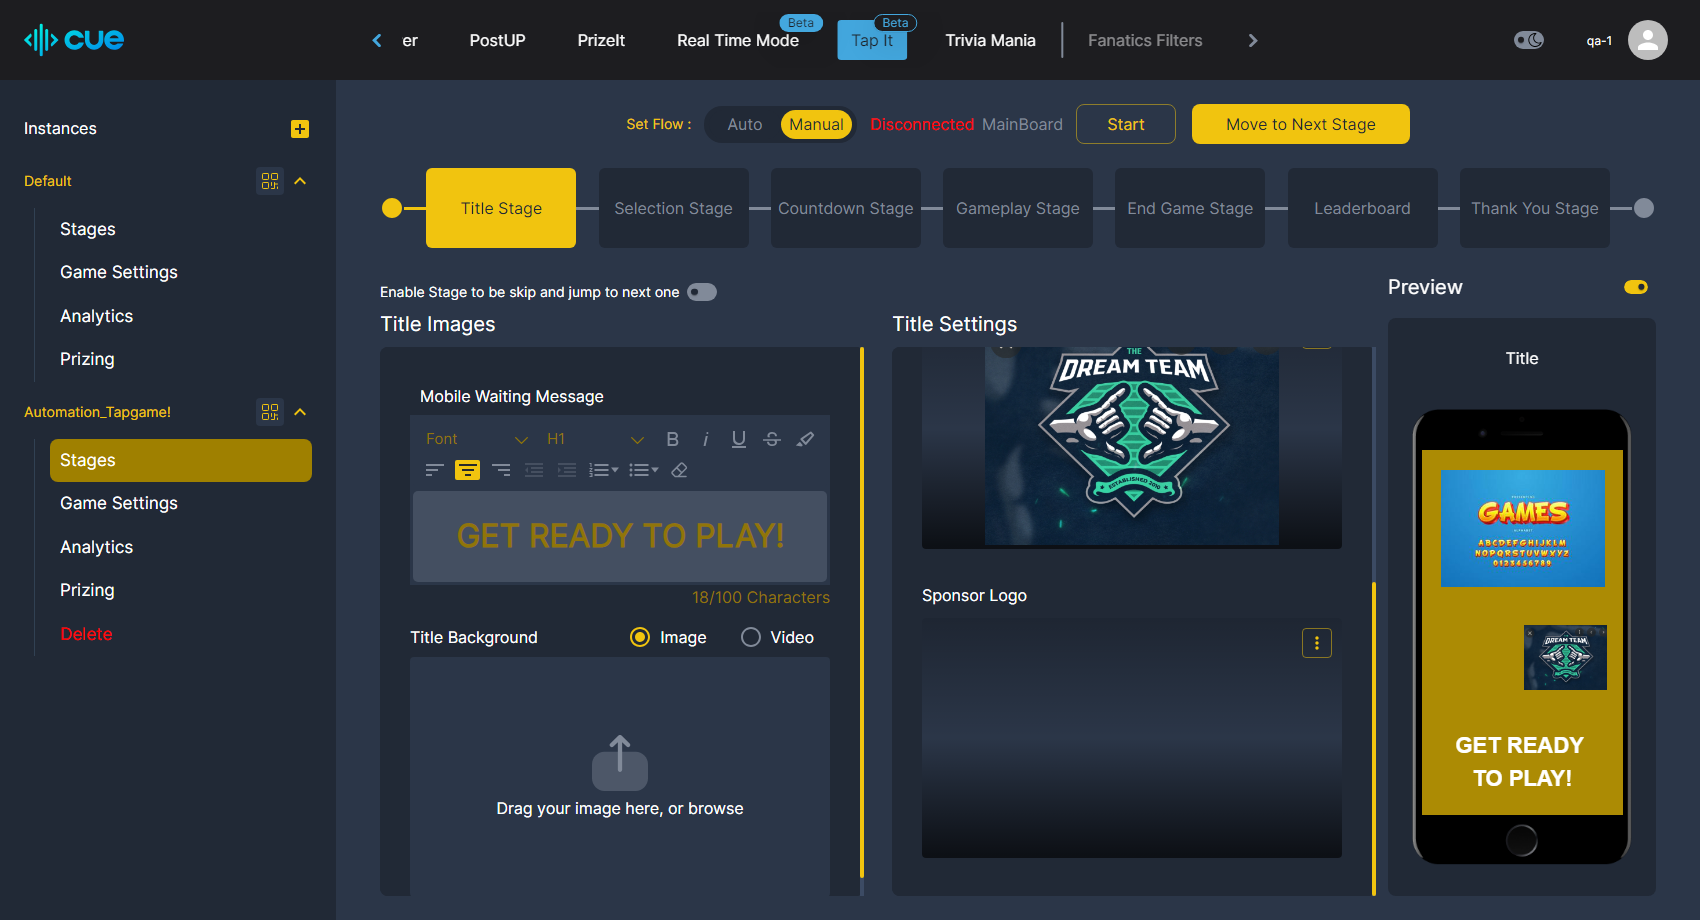 cue
er
PostUP
PrizeIt
Real Time Mode
Beta
Tap It
Beta
Trivia Mania
Fanatics Filters
qa-1
Instances
Default
Stages
Game Settings
Analytics
Prizing
Automation_Tapgame!
Stages
Game Settings
Analytics
Prizing
Delete
Set Flow :
Auto
Manual
Disconnected MainBoard
Start
Move to Next Stage
Title Stage
Selection Stage
Countdown Stage
Gameplay Stage
End Game Stage
Leaderboard
Thank You Stage
Enable Stage to be skip and jump to next one
Title Images
Mobile Waiting Message
Font
H1
B
i
U
S
GET READY TO PLAY!
18/100 Characters
Title Background
Image
Video
Drag your image here, or browse
Title Settings
THE
DREAM TEAM
ESTABLISHED 2010
Sponsor Logo
Preview
Title
GAMES
ALPHABET
ABCDEFGHIJKLM
NOPQRSTUVWXYZ
0123456789
DREAM TEAM
GET READY
TO PLAY!